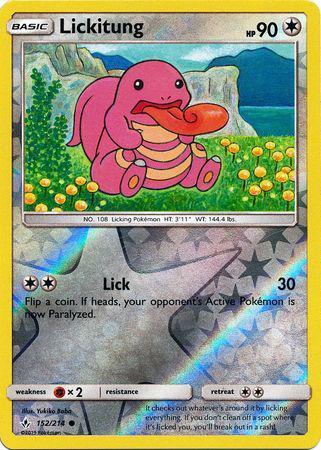 BASIC Lickitung HP 90
NO. 108 Licking Pokémon HT: 3'11" WT: 144.4 lbs.
Lick 30
Flip a coin. If heads, your opponent's Active Pokémon is
now Paralyzed.
weakness × 2 resistance retreat
Illus. Yukiko Baba
152/214
©2019 Pokémon
It checks out whatever's around it by licking
everything. If you don't clean off a spot where
it's licked you, you'll break out in a rash!